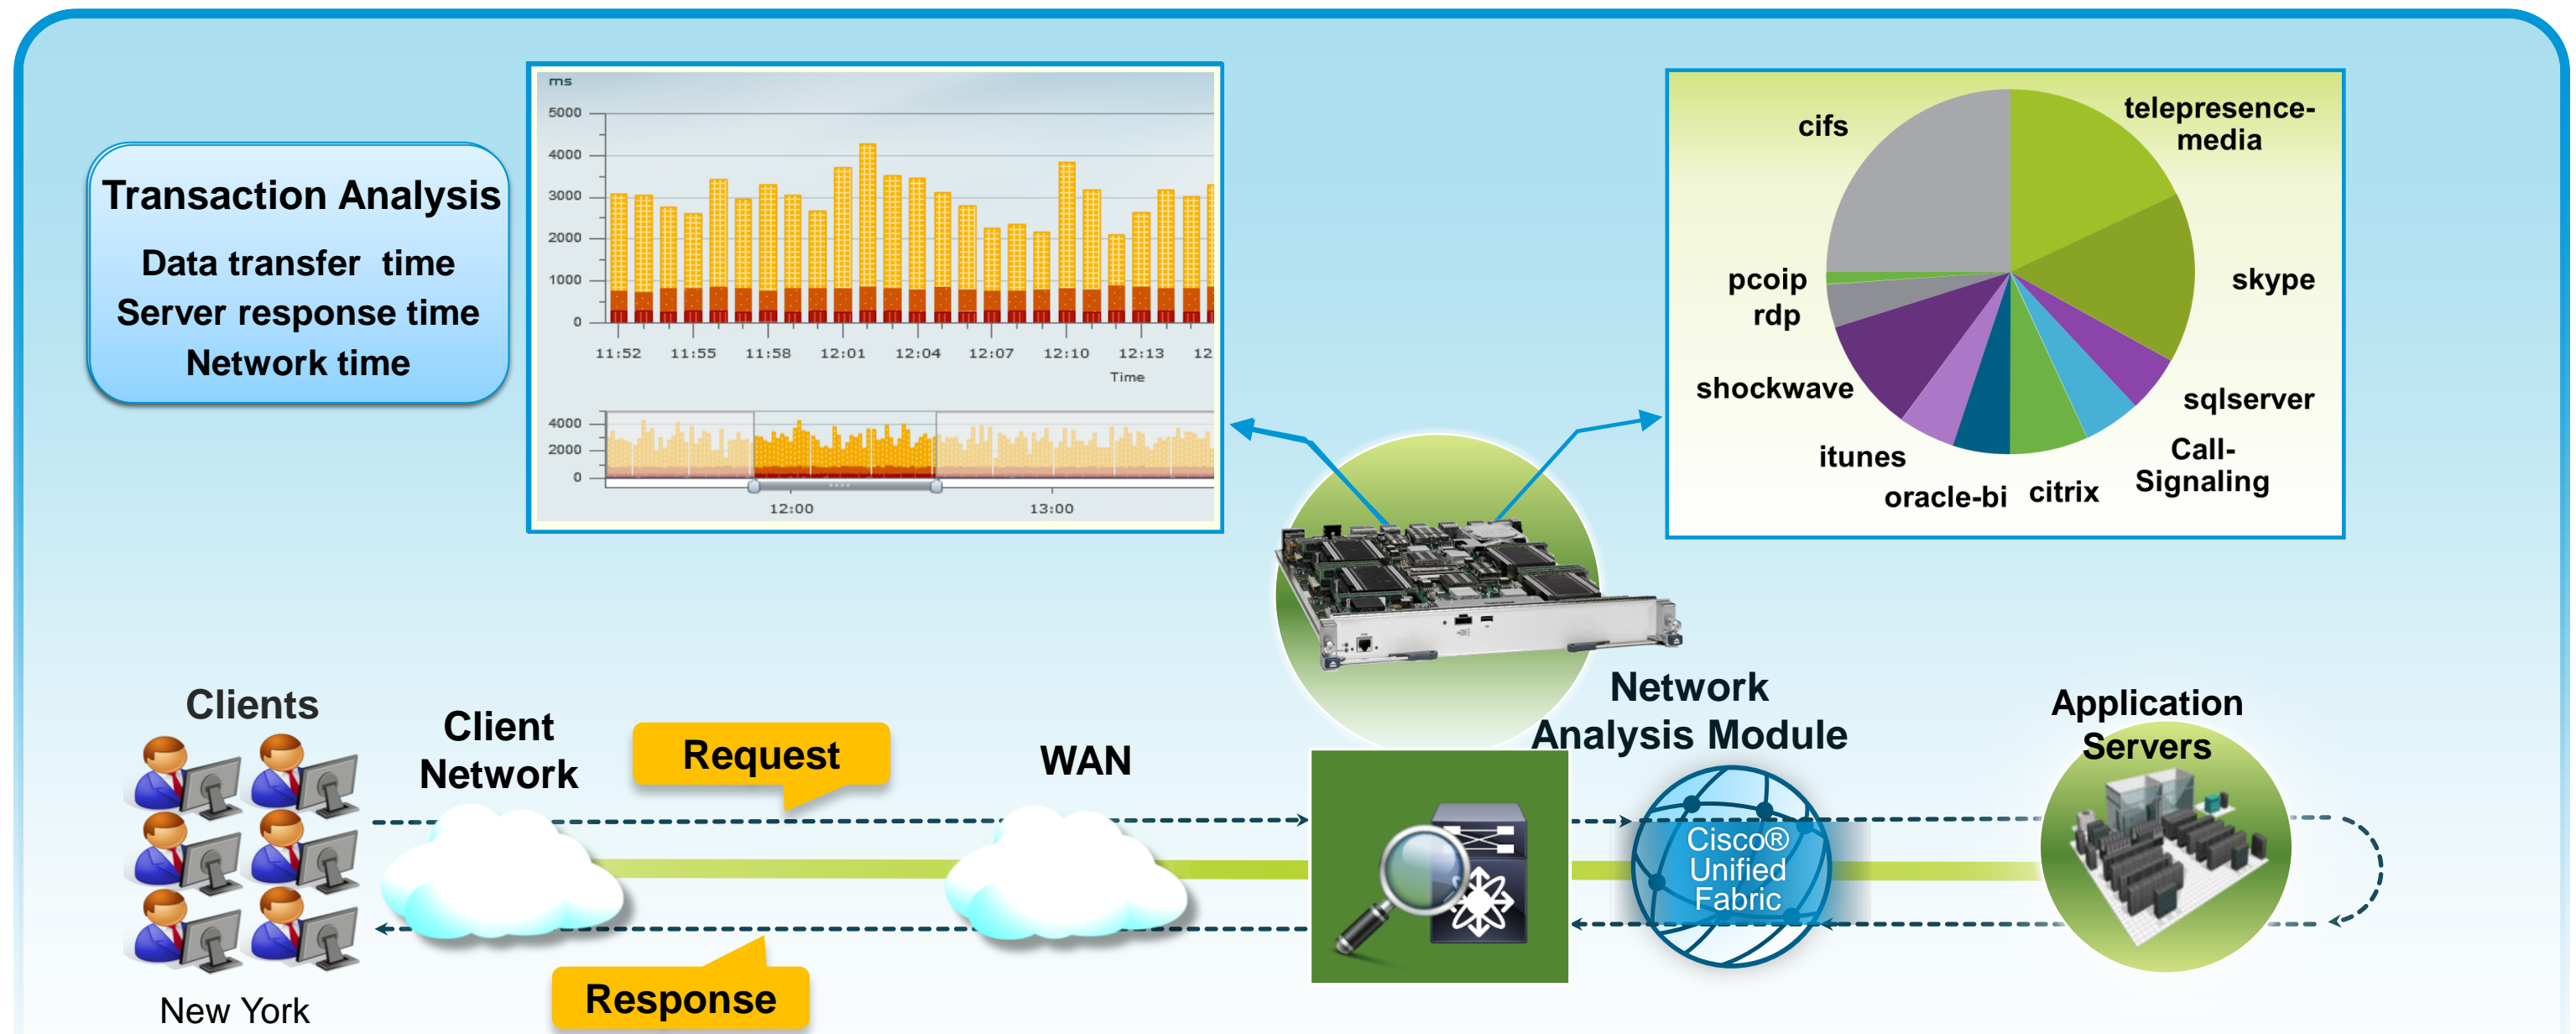 Transaction Analysis
Data transfer  time
Server response time
Network time
ms
5000
4000
3000
2000
1000
0
11:52 11:55 11:58 12:01 12:04 12:07 12:10 12:13 12
Time
4000
2000
0
12:00 13:00
cifs
telepresence-
media
pcoip
skype
rdp
shockwave
sqlserver
itunes
Call-
Signaling
oracle-bi
citrix
Network
Analysis Module
Clients
Client
Network
Request
WAN
Application
Servers
Cisco®
Unified
Fabric
Response
New York